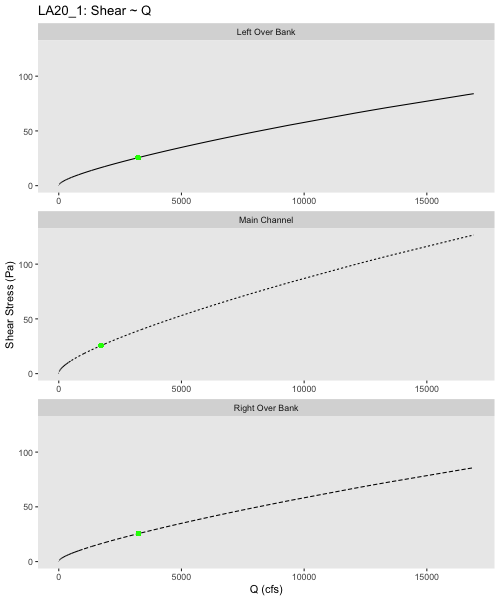 LA20_1: Shear ~ Q
Left Over Bank
100
50
0
0 5000 10000 15000
Main Channel
100
50
0
0 5000 10000 15000
Right Over Bank
100
50
0
0 5000 10000 15000
Shear Stress (Pa)
Q (cfs)